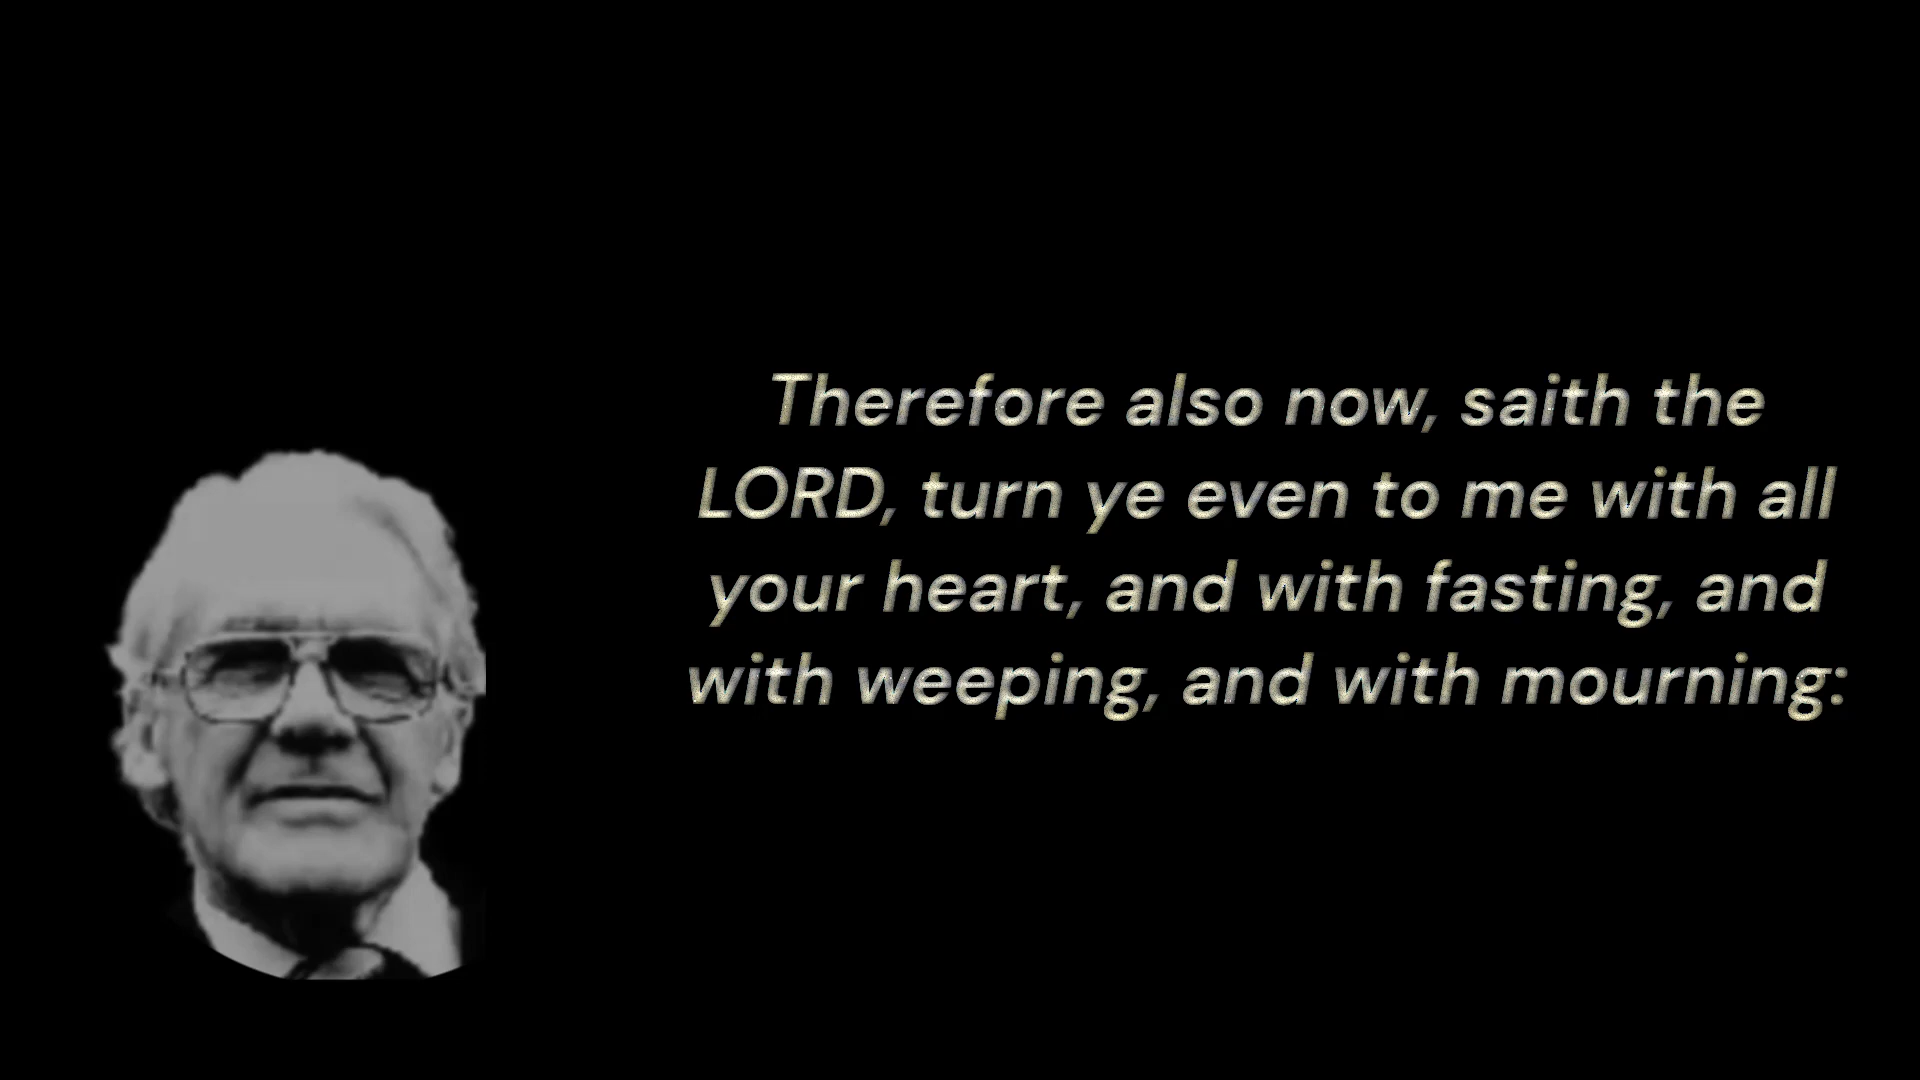 Therefore also now, saith the
LORD, turn ye even to me with all
your heart, and with fasting, and
with weeping, and with mourning: